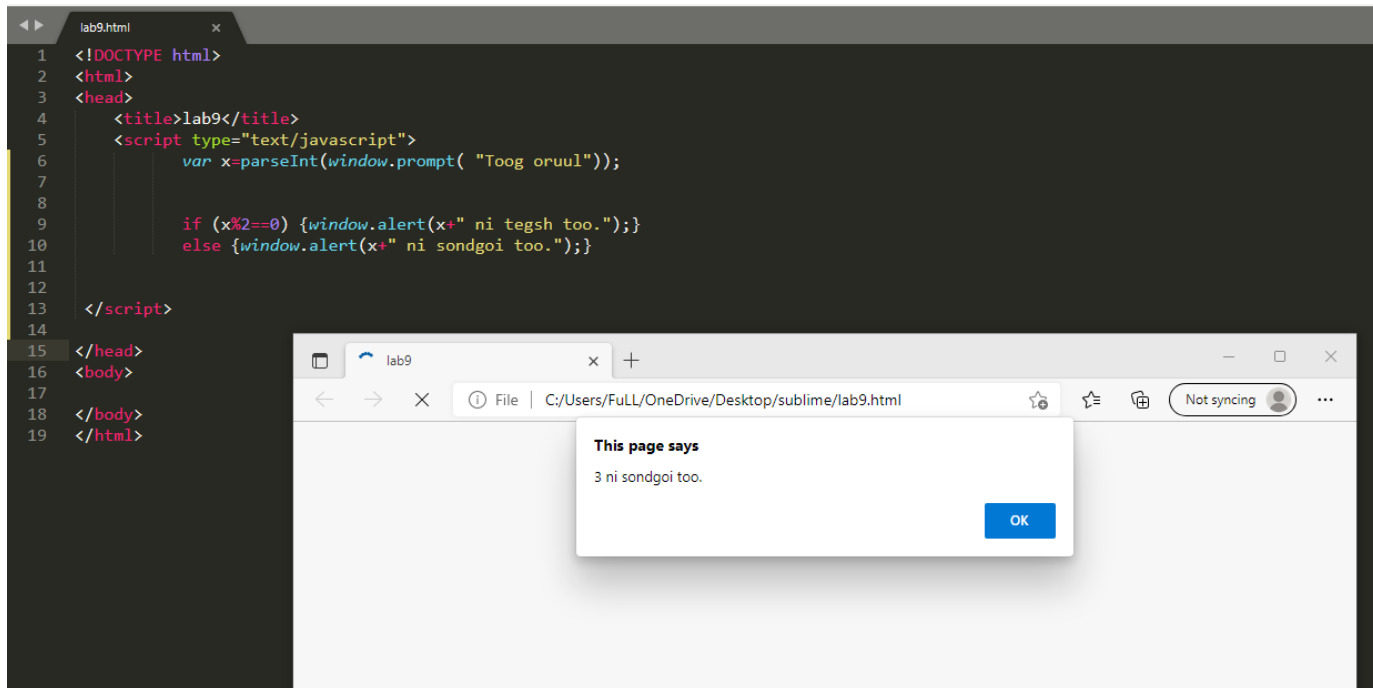 lab9.html
1 <!DOCTYPE html>
2 <html>
3 <head>
4 <title>lab9</title>
5 <script type="text/javascript">
6 var x=parseInt(window.prompt( "Toog oruul"));
7
8
9 if (x%2==0) {window.alert(x+" ni tegsh too.");}
10 else {window.alert(x+" ni sondgoi too.");}
11
12
13 </script>
14
15 </head>
16 <body>
17
18 </body>
19 </html>
lab9
File C:/Users/FuLL/OneDrive/Desktop/sublime/lab9.html Not syncing
This page says
3 ni sondgoi too.
OK